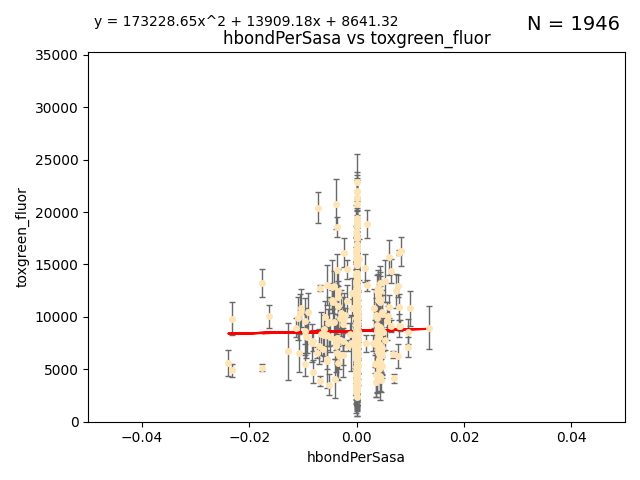 y = 173228.65x^2 + 13909.18x + 8641.32
N = 1946
hbondPerSasa vs toxgreen_fluor
35000
30000
25000
20000
15000
10000
5000
0
toxgreen_fluor
−0.04
−0.02
0.00
0.02
0.04
hbondPerSasa